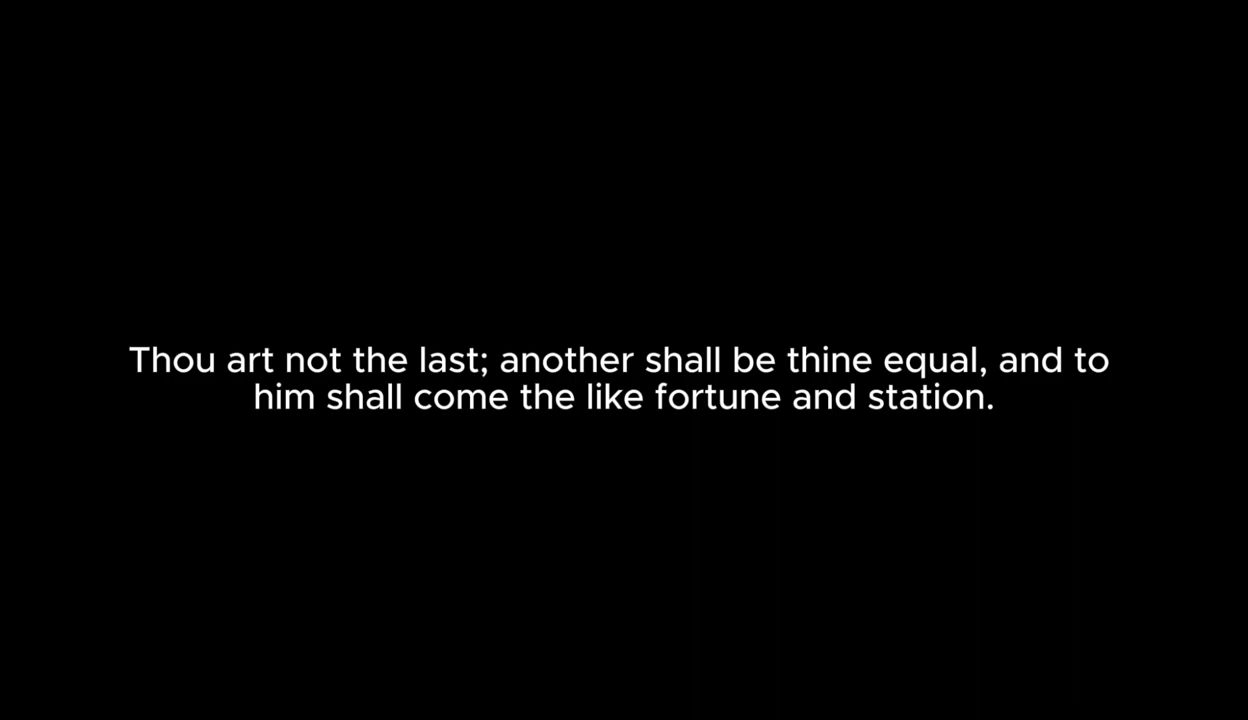 Thou art not the last; another shall be thine equal, and to
him shall come the like fortune and station.